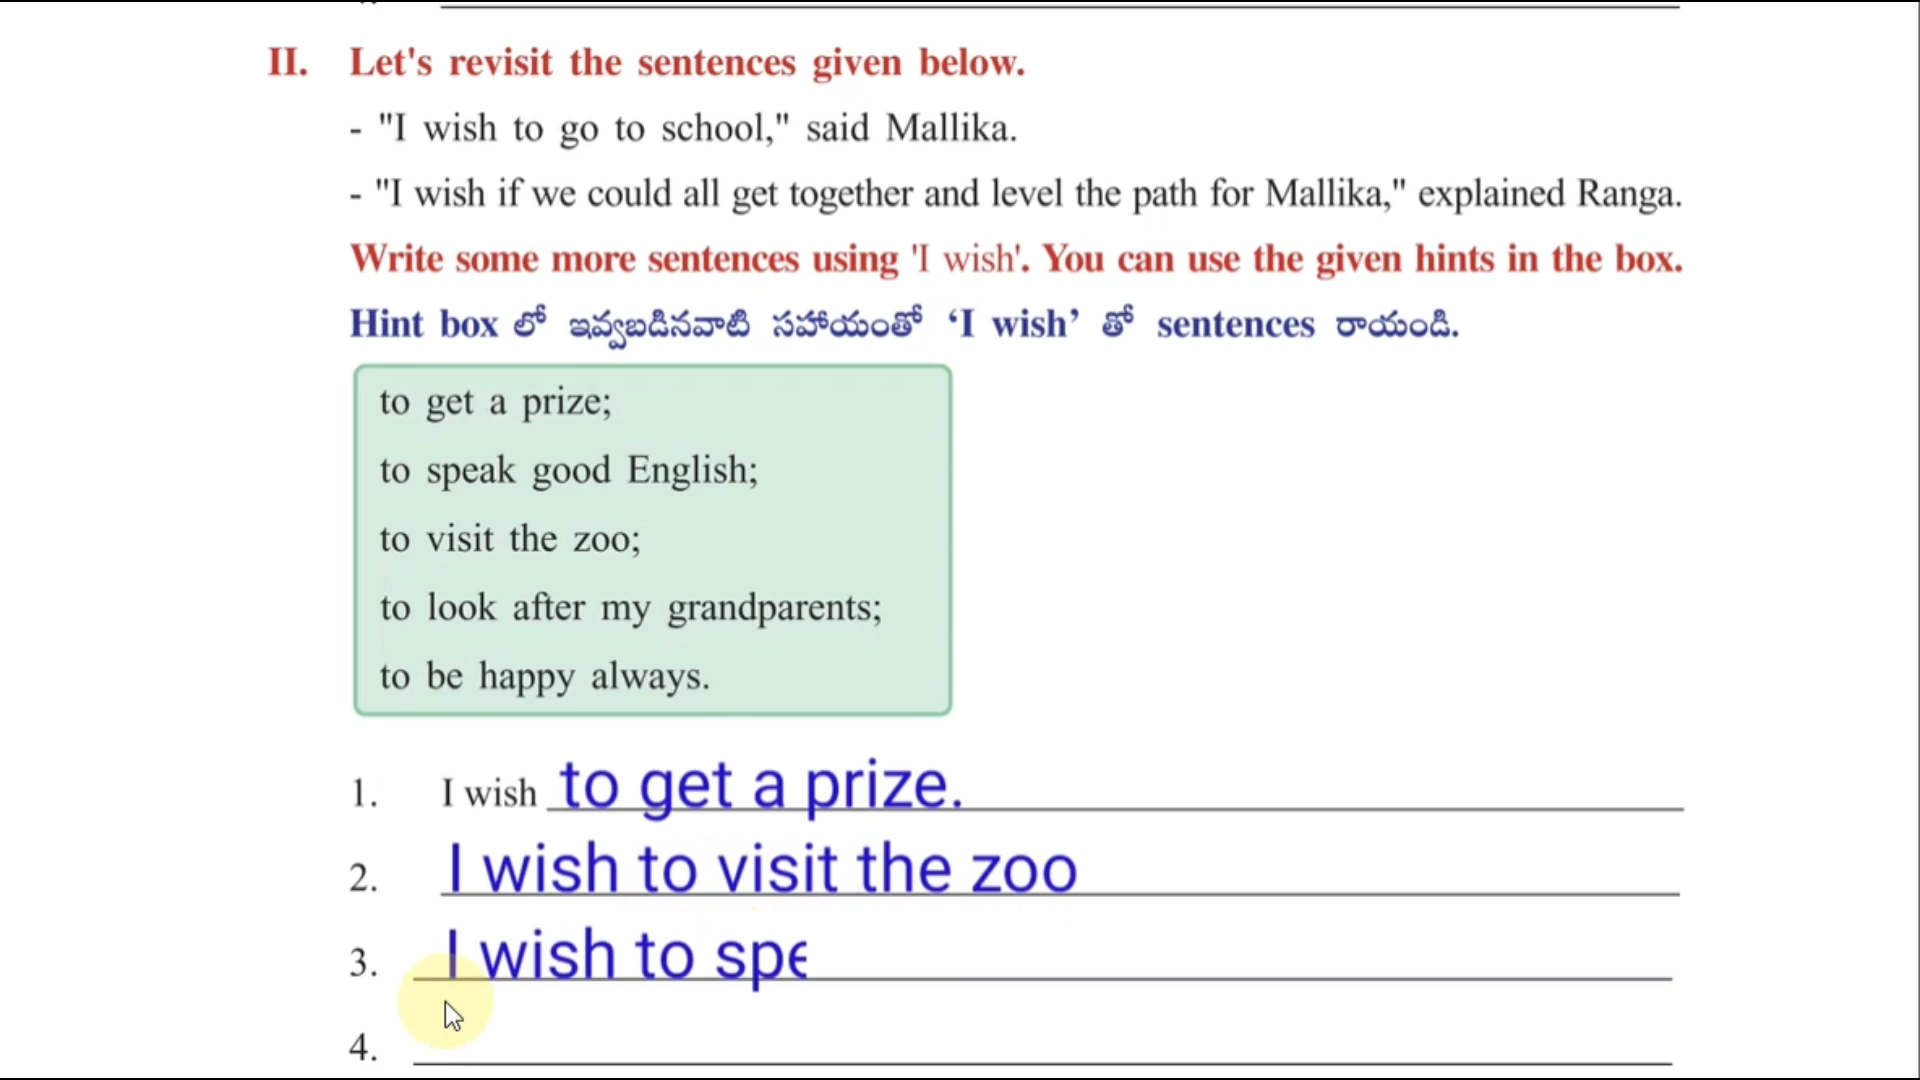 II. Let's revisit the sentences given below.
- "I wish to go to school," said Mallika.
- "I wish if we could all get together and level the path for Mallika," explained Ranga.
Write some more sentences using 'I wish'. You can use the given hints in the box.
Hint box లో ఇవ్వబడినవాటి సహాయంతో ‘I wish’ తో sentences రాయండి.
to get a prize;
to speak good English;
to visit the zoo;
to look after my grandparents;
to be happy always.
1. I wish to get a prize.
2. I wish to visit the zoo
3. I wish to spe
4.